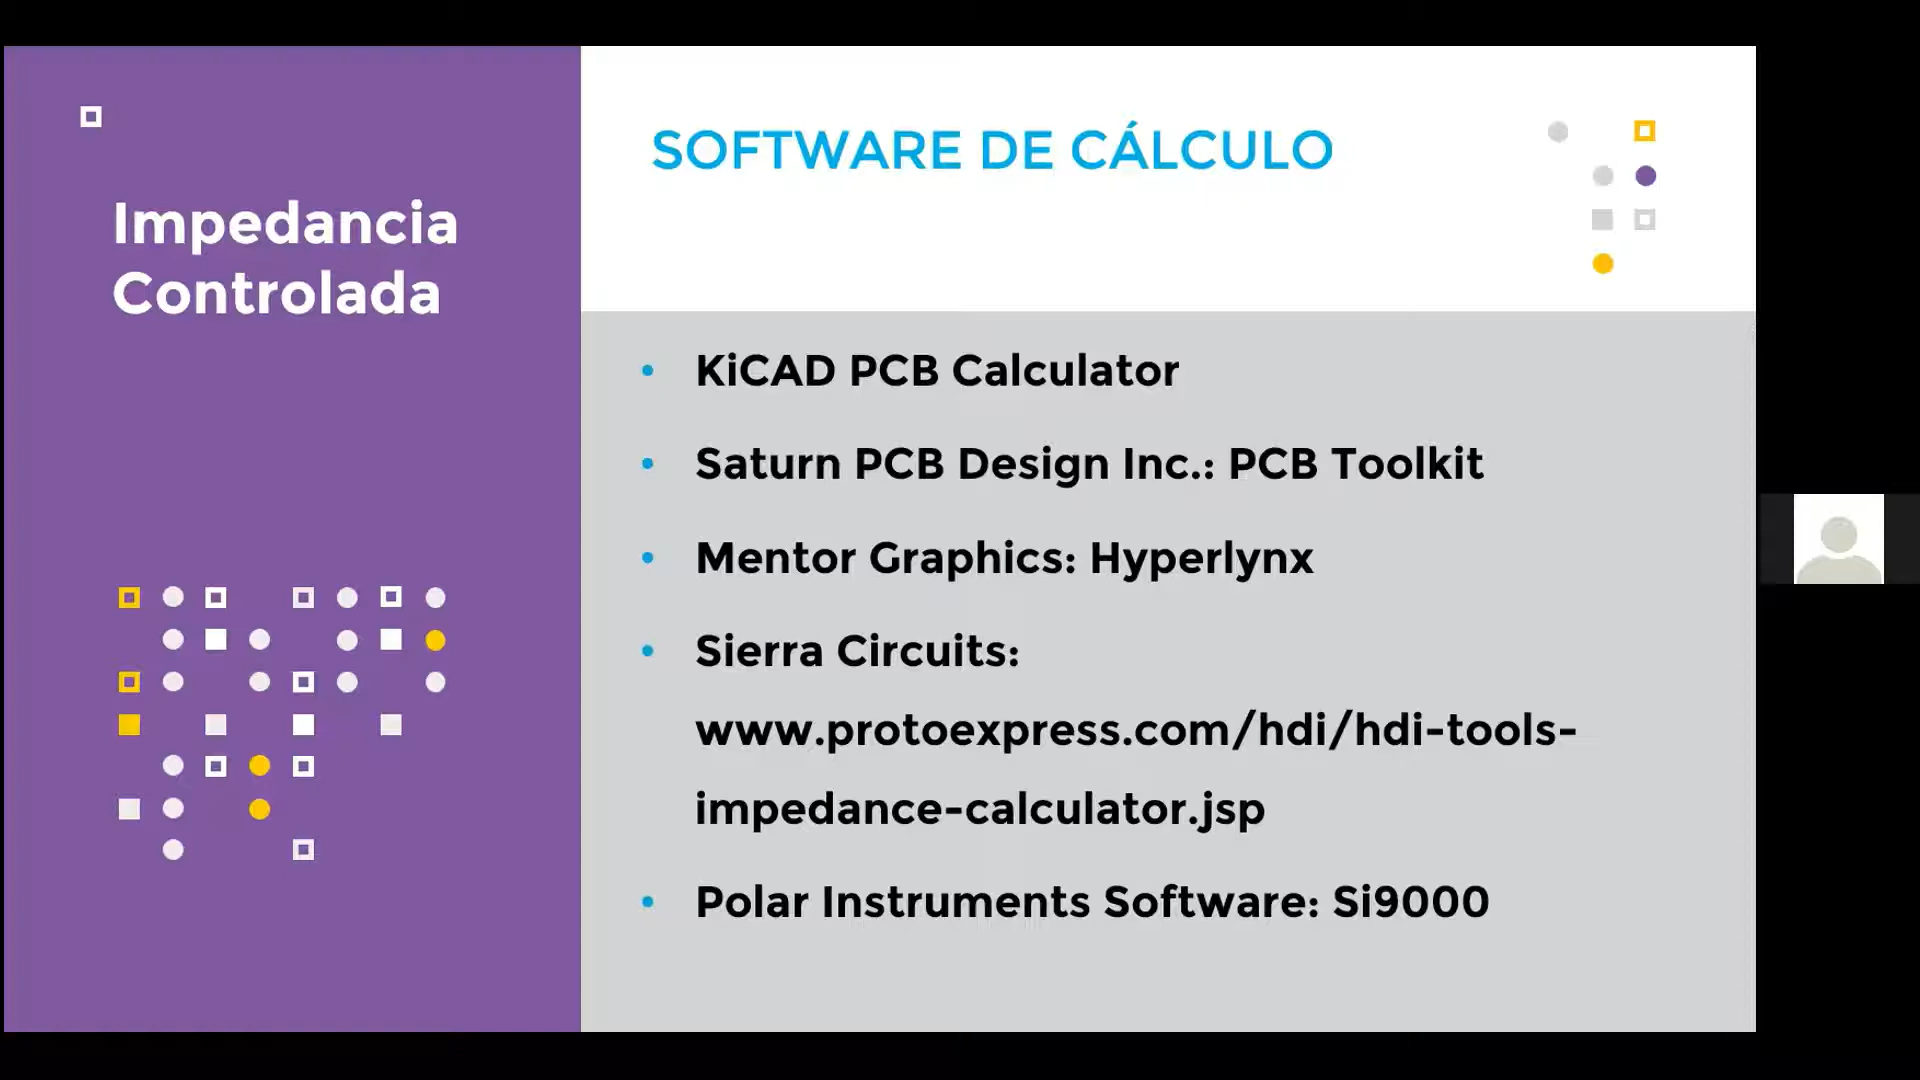 Impedancia
Controlada
SOFTWARE DE CÁLCULO
• KiCAD PCB Calculator
• Saturn PCB Design Inc.: PCB Toolkit
• Mentor Graphics: Hyperlynx
• Sierra Circuits:
www.protoexpress.com/hdi/hdi-tools-
impedance-calculator.jsp
• Polar Instruments Software: Si9000